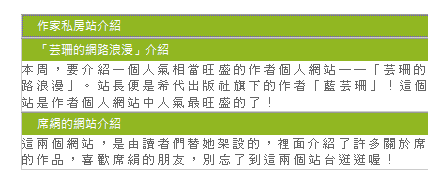 作家私房站介紹
「芸珊的網路浪漫」介紹
本周，要介紹一個人氣相當旺盛的作者個人網站一一「芸珊的網
路浪漫」。站長便是希代出版社旗下的作者「藍芸珊」！這個網
站是作者個人網站中人氣最旺盛的了！
席絹的網站介紹
這兩個網站，是由讀者們替她架設的，裡面介紹了許多關於席絹
的作品，喜歡席絹的朋友，別忘了到這兩個站台逛逛喔！